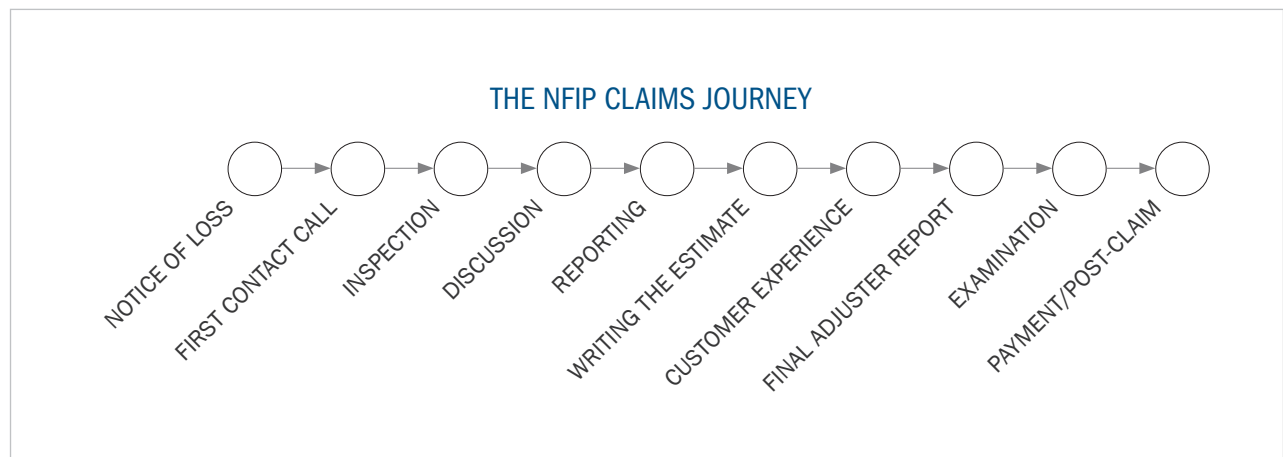 THE NFIP CLAIMS JOURNEY
NOTICE OF LOSS
FIRST CONTACT CALL
INSPECTION
DISCUSSION
REPORTING
WRITING THE ESTIMATE
CUSTOMER EXPERIENCE
FINAL ADJUSTER REPORT
EXAMINATION
PAYMENT/POST-CLAIM